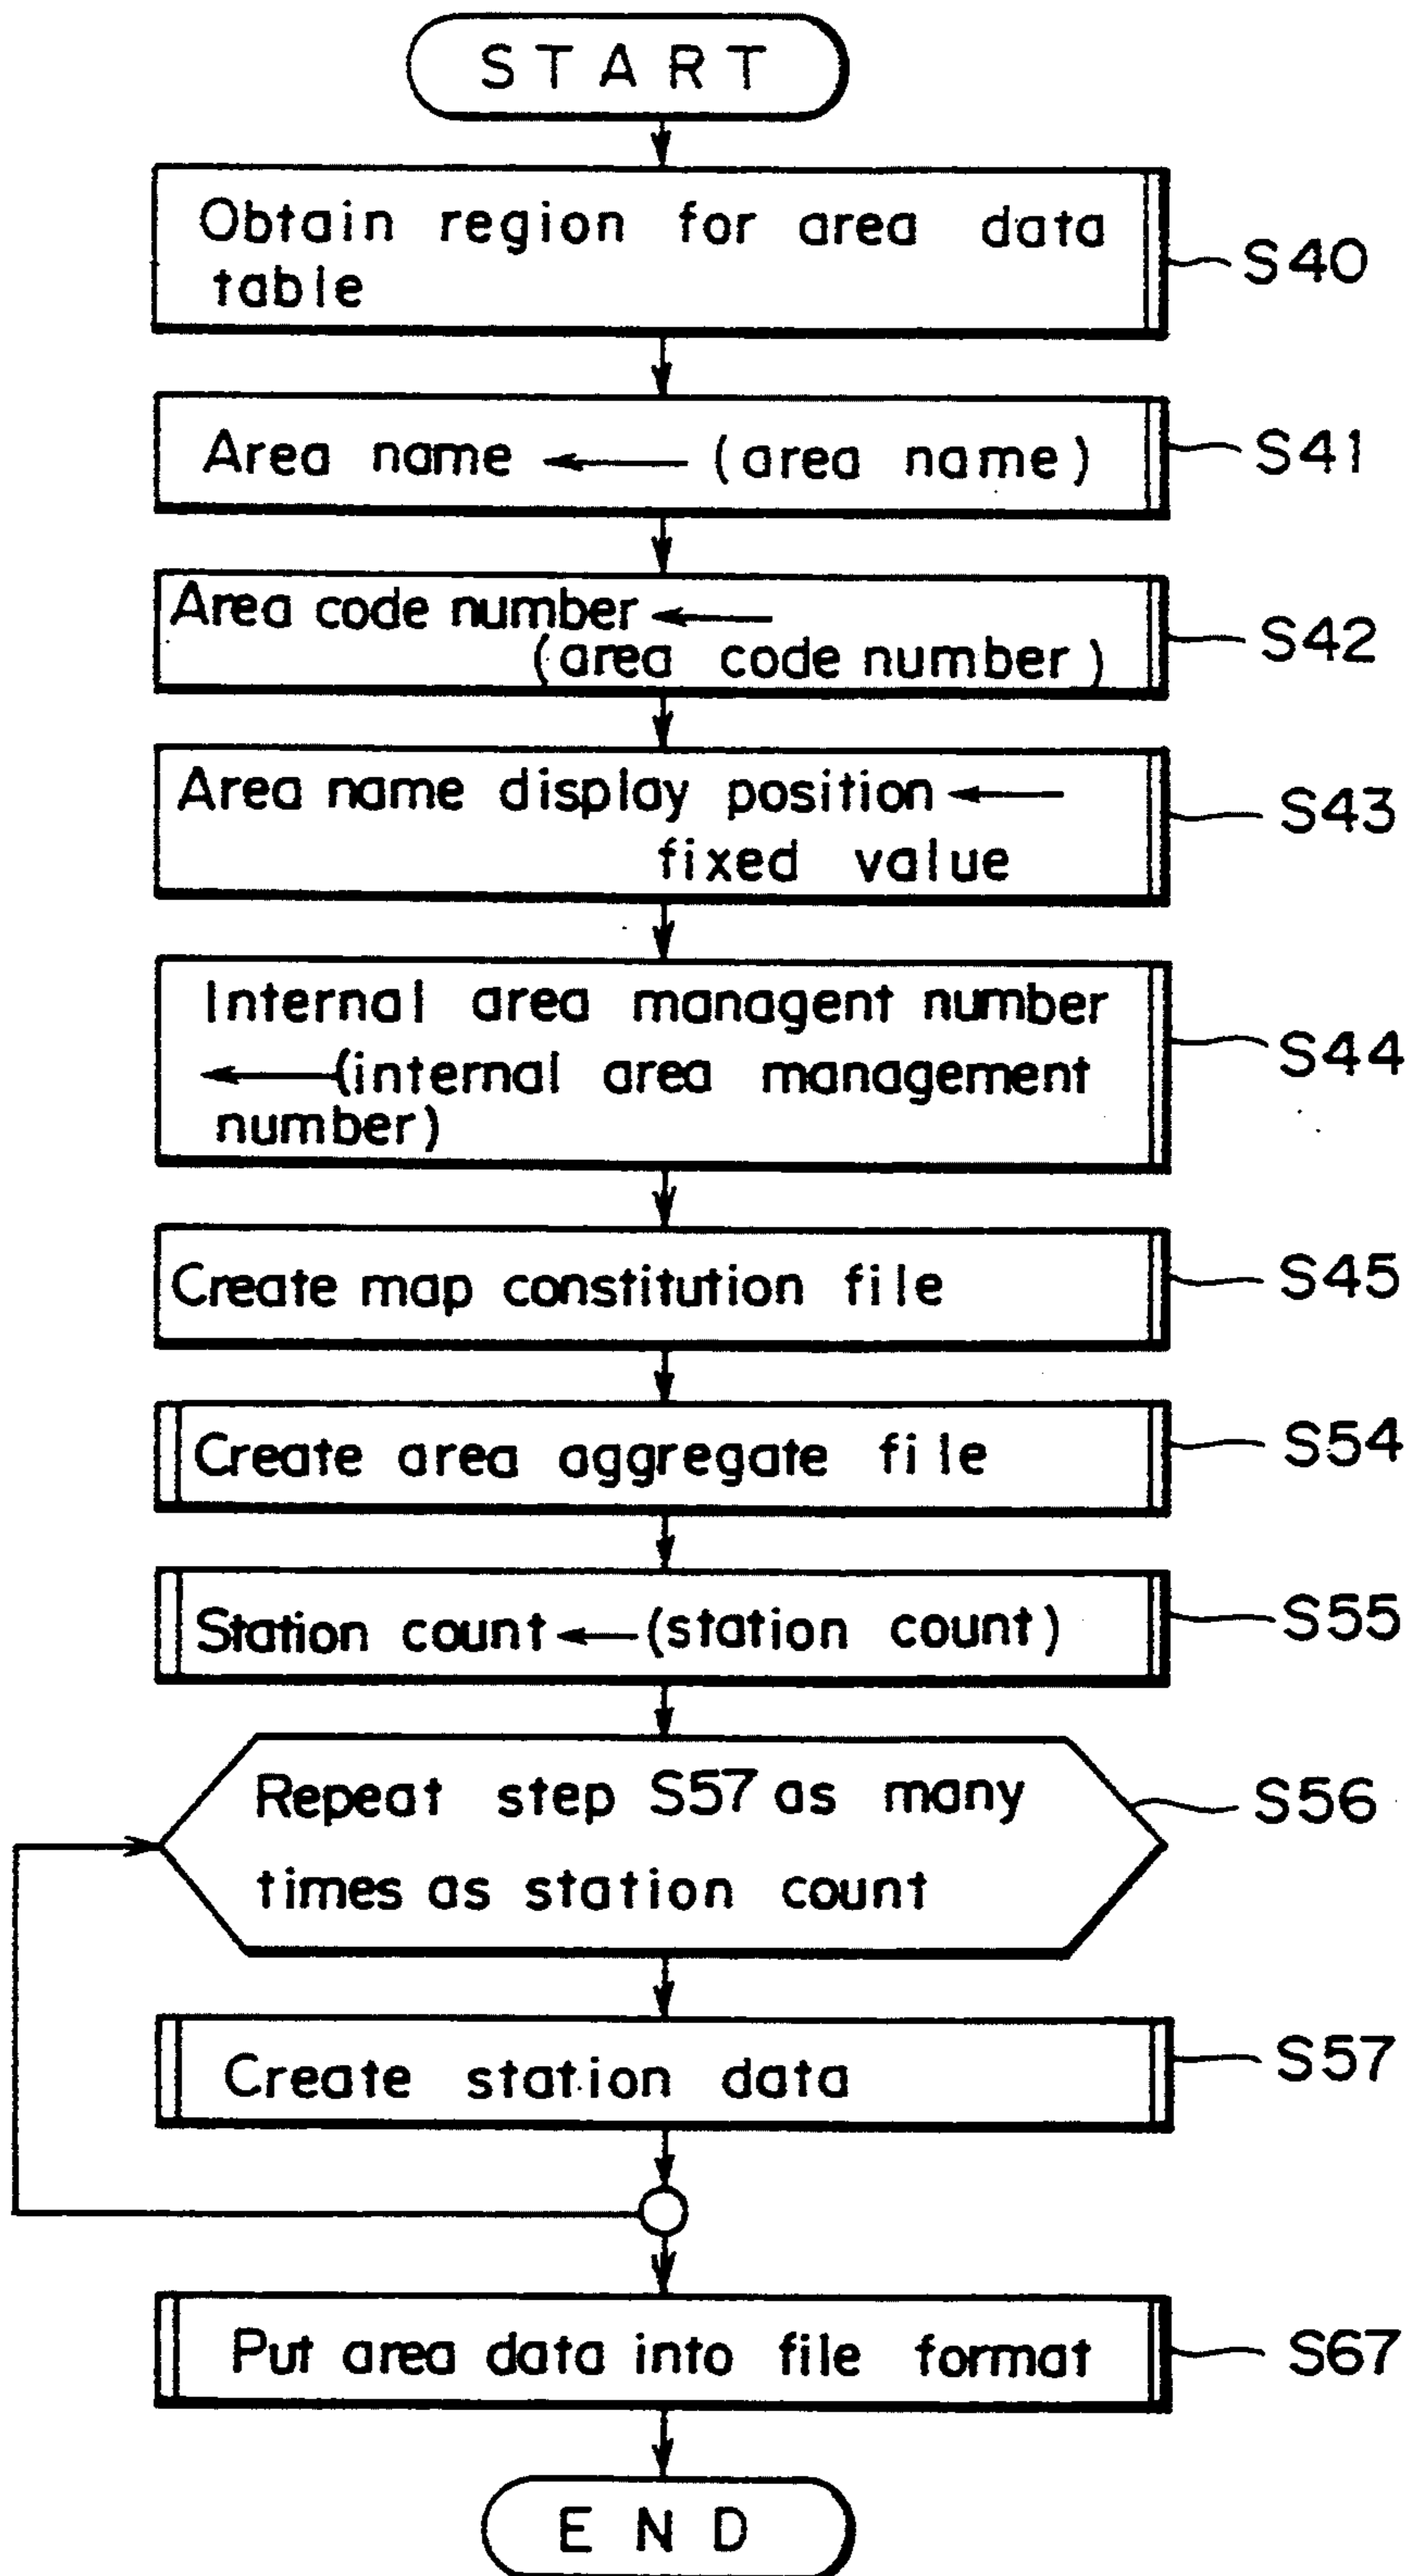 START
Obtain region for area data
table
S40
Area name ← (area name)
S41
Area code number ←
(area code number)
S42
Area name display position ←
fixed value
S43
Internal area managent number
← (internal area management
number)
S44
Create map constitution file
S45
Create area aggregate file
S54
Station count ← (station count)
S55
Repeat step S57 as many
times as station count
S56
Create station data
S57
Put area data into file format
S67
END